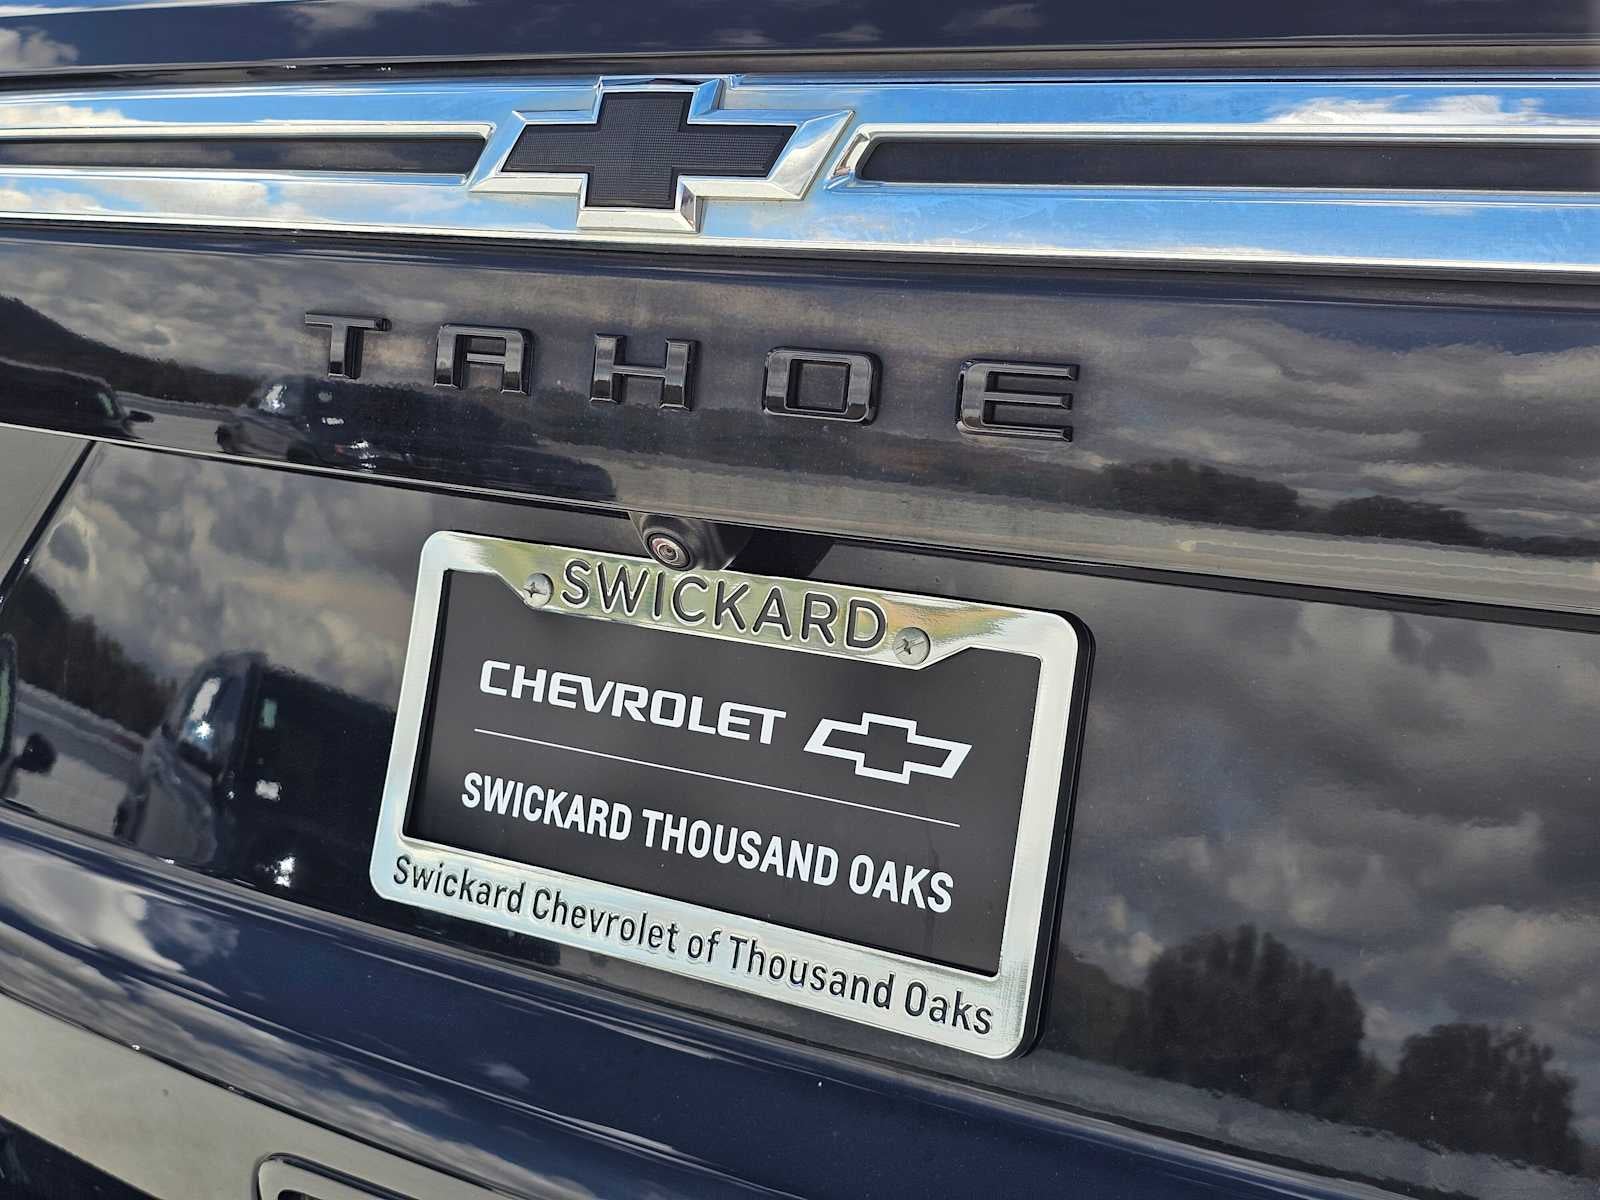 TAHOE
SWICKARD
CHEVROLET
SWICKARD THOUSAND OAKS
Swickard Chevrolet of Thousand Oaks